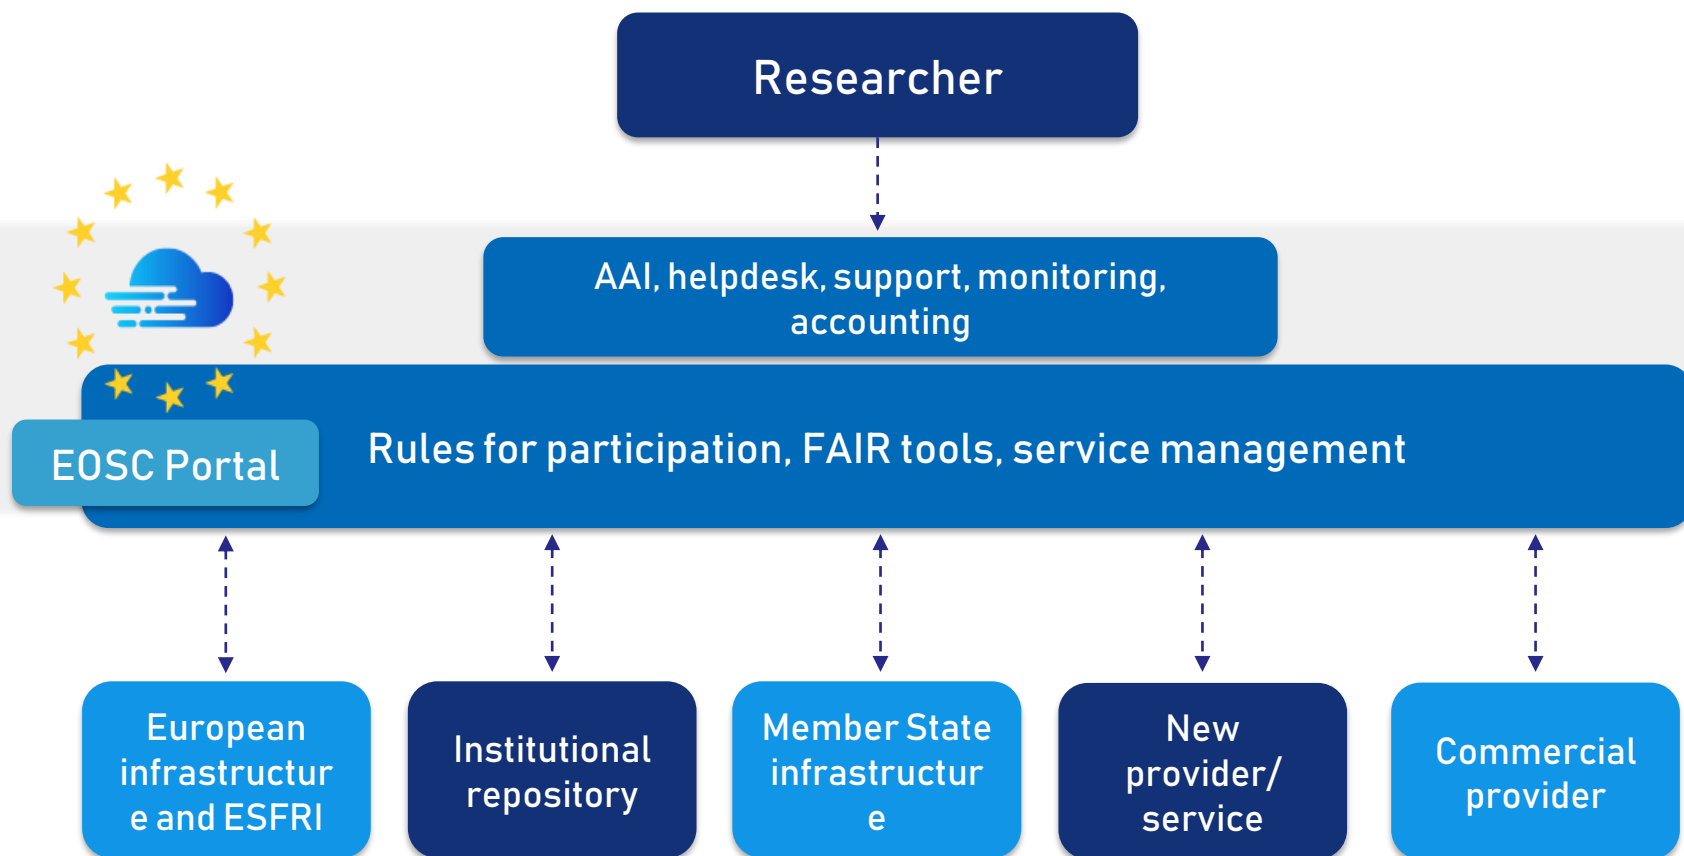 Researcher
AAI, helpdesk, support, monitoring,
accounting
Rules for participation, FAIR tools, service management
EOSC Portal
European
infrastructur
e and ESFRI
Institutional
repository
Member State
infrastructur
e
New
provider/
service
Commercial
provider